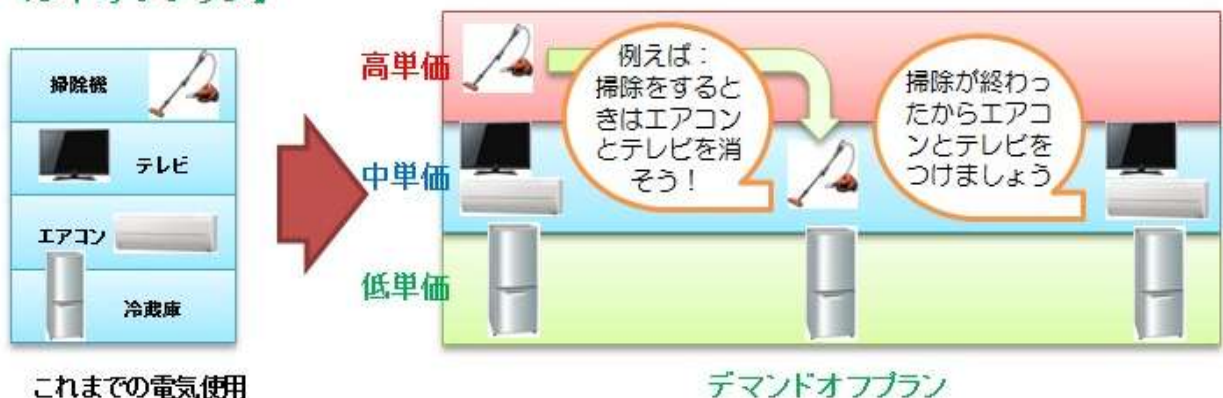 掃除機
テレビ
エアコン
冷蔵庫
これまでの電気使用
高単価
中単価
低単価
例えば：
掃除をすると
きはエアコン
とテレビを消
そう！
掃除が終わっ
たからエアコ
ンとテレビを
つけましょう
デマンドオフプラン